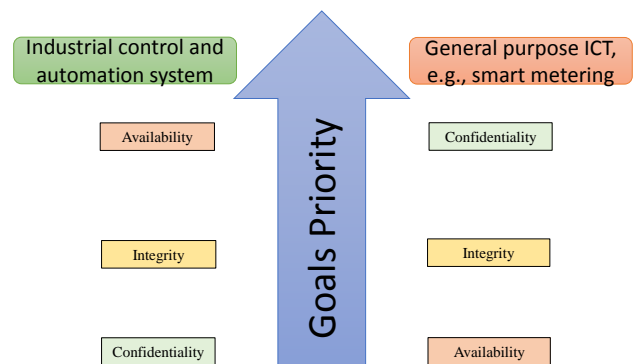 Industrial control and
automation system
General purpose ICT,
e.g., smart metering
Goals Priority
Availability
Confidentiality
Integrity
Integrity
Confidentiality
Availability